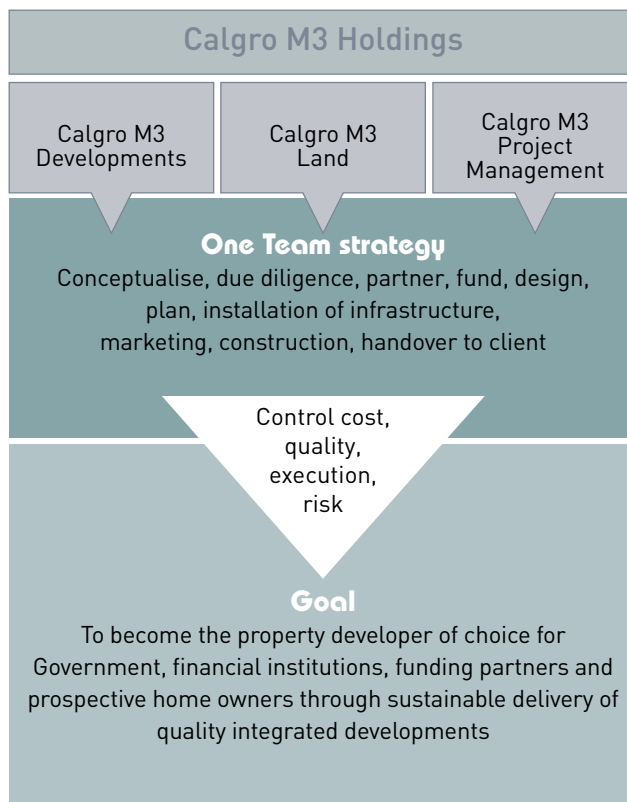 Calgro M3 Holdings
Calgro M3
Developments
Calgro M3
Land
Calgro M3
Project
Management
One Team strategy
Conceptualise, due diligence, partner, fund, design,
plan, installation of infrastructure,
marketing, construction, handover to client
Control cost,
quality,
execution,
risk
Goal
To become the property developer of choice for
Government, financial institutions, funding partners and
prospective home owners through sustainable delivery of
quality integrated developments